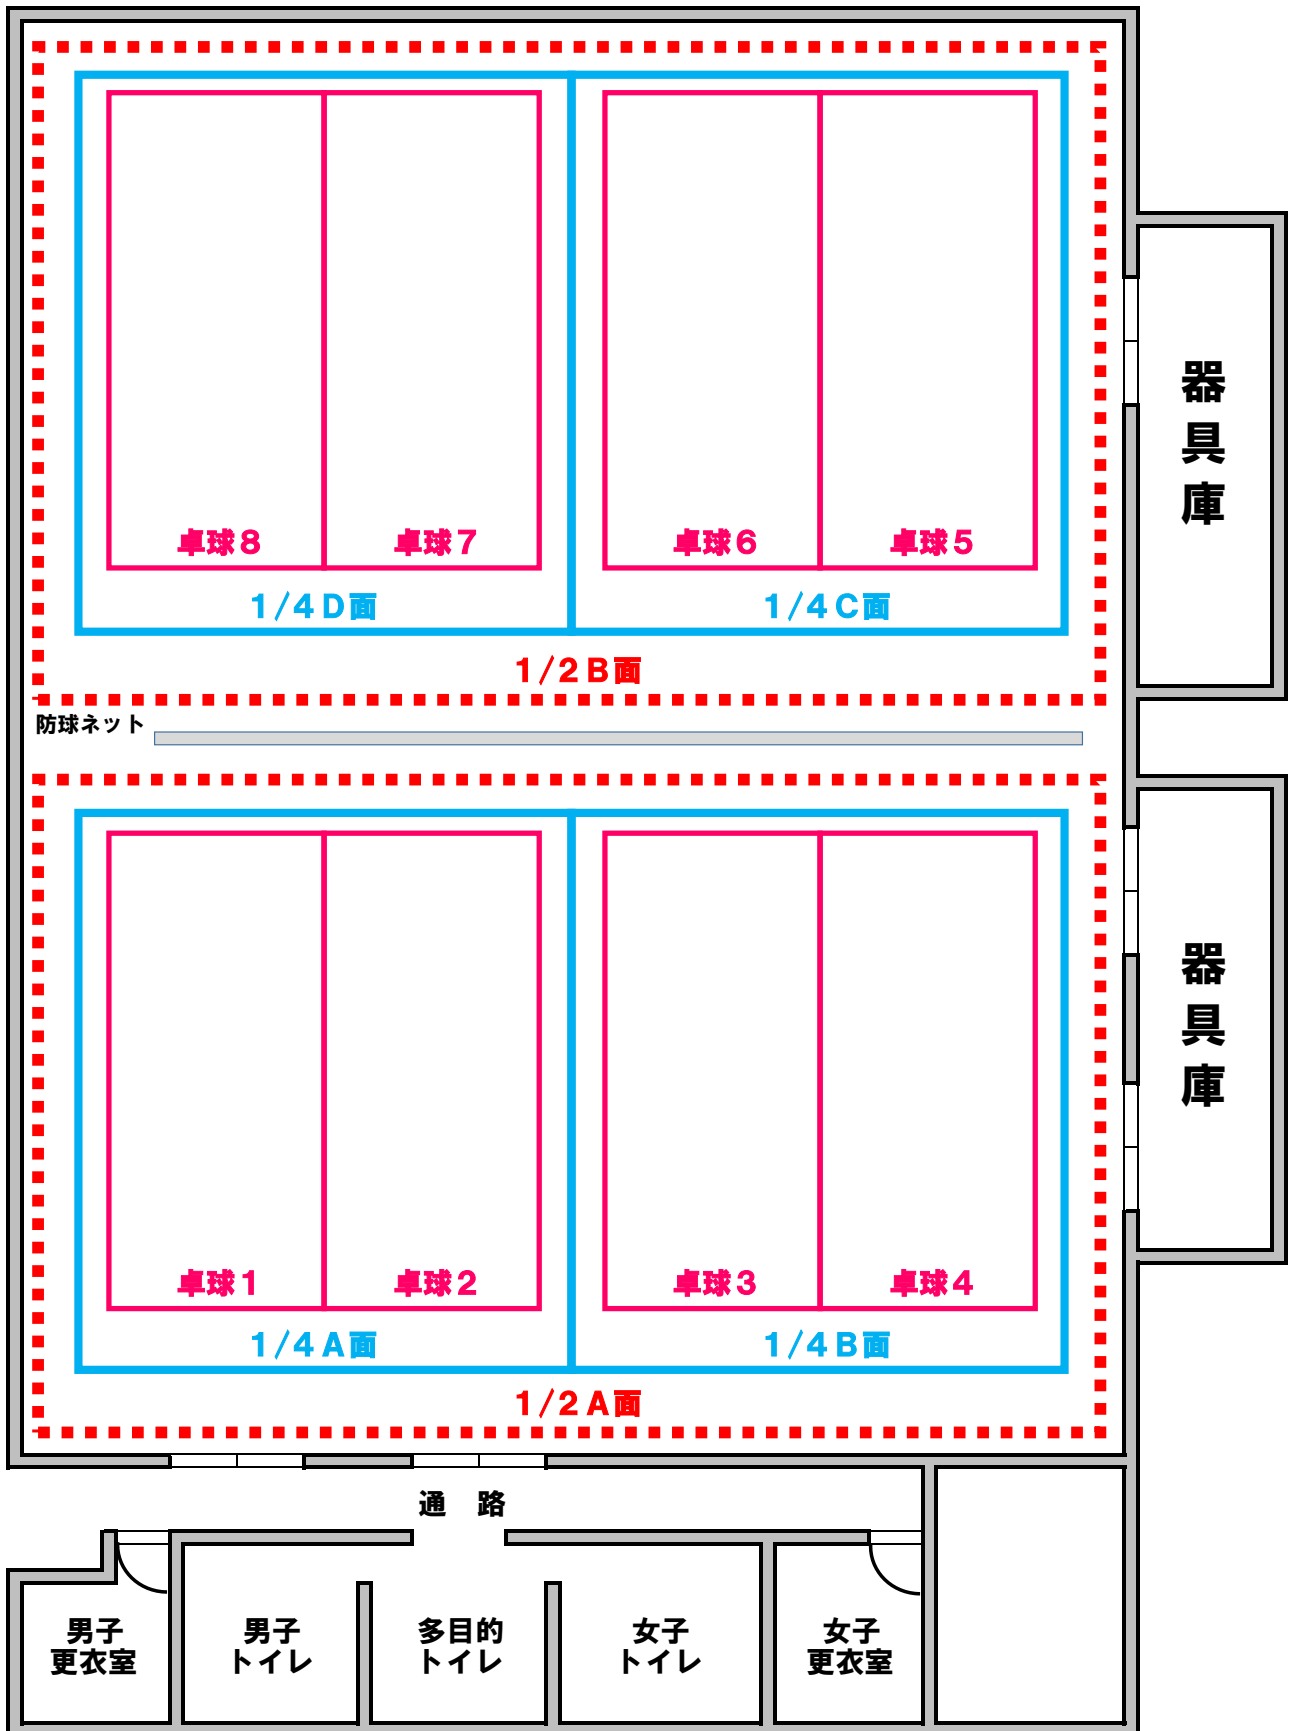 器具庫
卓球８
卓球７
卓球６
卓球５
１/４Ｄ面
１/４Ｃ面
１/２Ｂ面
防球ネット
器具庫
卓球１
卓球２
卓球３
卓球４
１/４Ａ面
１/４Ｂ面
１/２Ａ面
通　路
男子
更衣室
男子
トイレ
多目的
トイレ
女子
トイレ
女子
更衣室